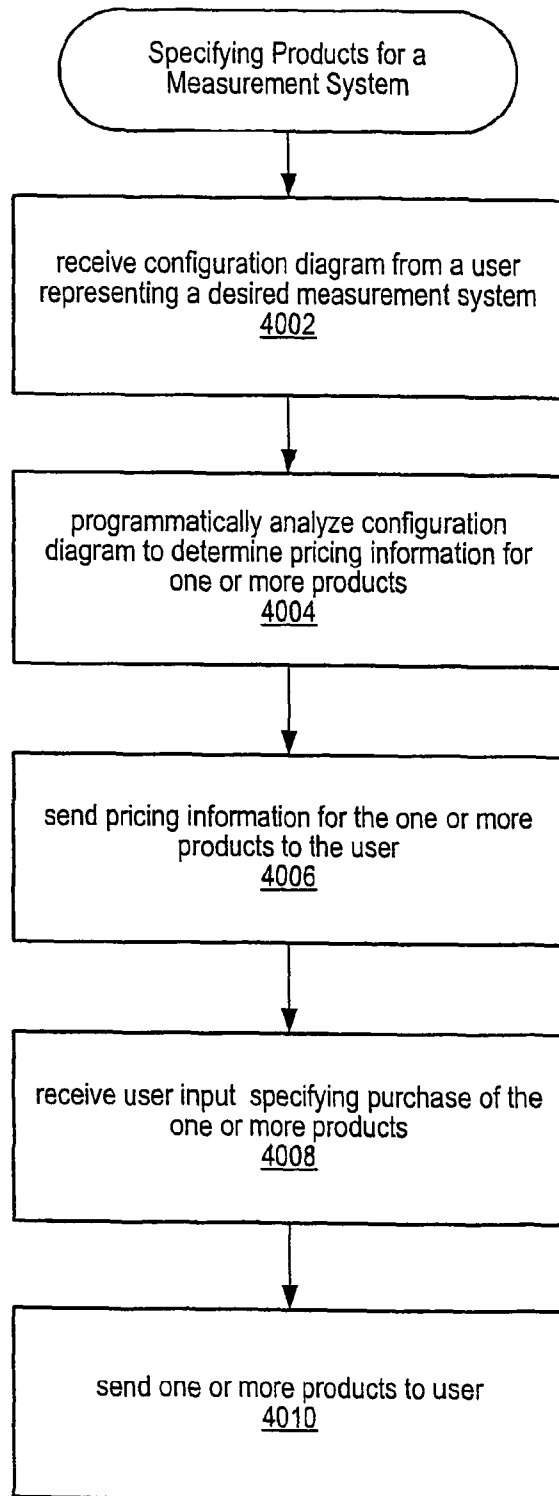 Specifying Products for a
Measurement System
receive configuration diagram from a user
representing a desired measurement system
4002
programmatically analyze configuration
diagram to determine pricing information for
one or more products
4004
send pricing information for the one or more
products to the user
4006
receive user input specifying purchase of the
one or more products
4008
send one or more products to user
4010